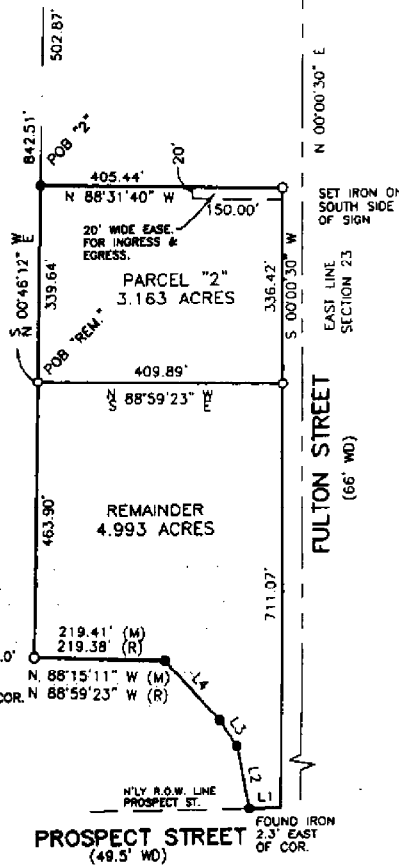 502.87'
N 00°00'30" E
842.51'
POB "2"
405.44'
N 88°31'40" W
20'
150.00'
SET IRON ON
SOUTH SIDE
OF SIGN
20' WIDE EASE.
FOR INGRESS &
EGRESS.
PARCEL "2"
3.163 ACRES
S 00°46'12" W
N E
339.64'
336.42'
S 00°00'30" W
EAST LINE
SECTION 23
POB "REM."
409.89'
N 88°59'23" W
S E
FULTON STREET
(66' WD)
REMAINDER
4.993 ACRES
463.90'
711.07'
219.41' (M)
219.38' (R)
.0'
N 88°15'11" W (M)
COR. N 88°59'23" W (R)
L4
L3
L2
L1
N'LY R.O.W. LINE
PROSPECT ST.
PROSPECT STREET
(49.5' WD)
FOUND IRON
2.3' EAST
OF COR.